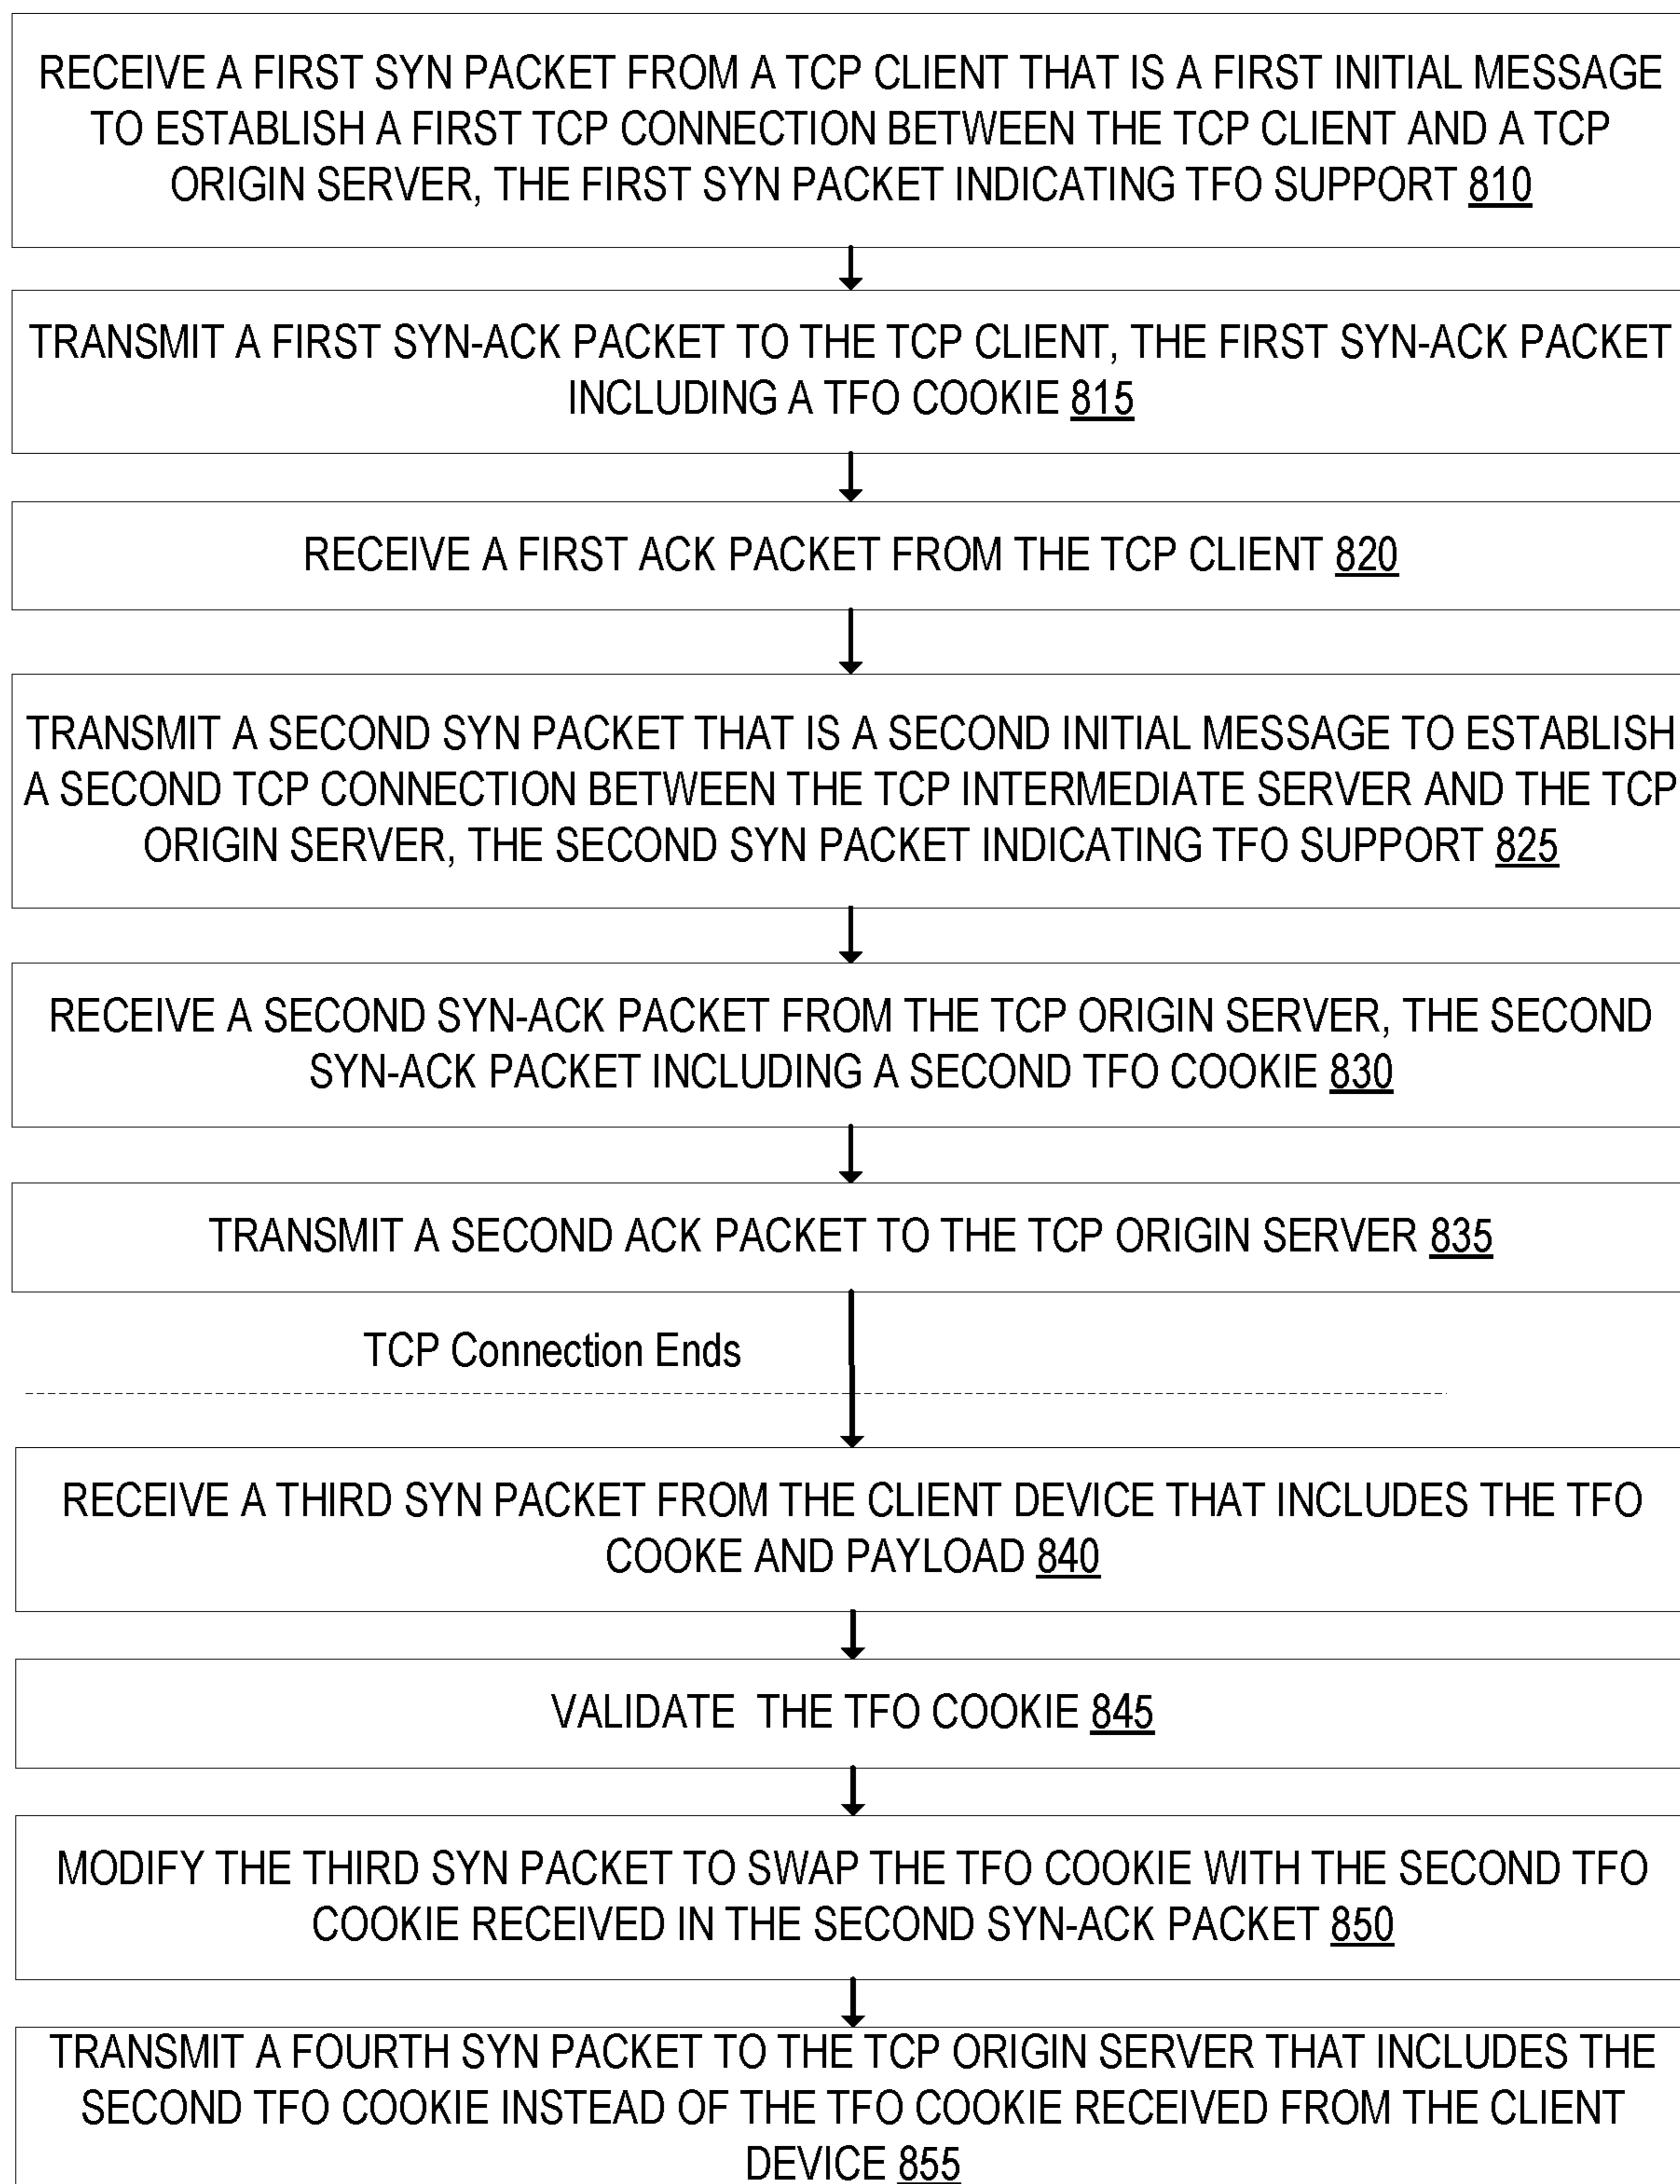 RECEIVE A FIRST SYN PACKET FROM A TCP CLIENT THAT IS A FIRST INITIAL MESSAGE
TO ESTABLISH A FIRST TCP CONNECTION BETWEEN THE TCP CLIENT AND A TCP
ORIGIN SERVER, THE FIRST SYN PACKET INDICATING TFO SUPPORT 810
TRANSMIT A FIRST SYN-ACK PACKET TO THE TCP CLIENT, THE FIRST SYN-ACK PACKET
INCLUDING A TFO COOKIE 815
RECEIVE A FIRST ACK PACKET FROM THE TCP CLIENT 820
TRANSMIT A SECOND SYN PACKET THAT IS A SECOND INITIAL MESSAGE TO ESTABLISH
A SECOND TCP CONNECTION BETWEEN THE TCP INTERMEDIATE SERVER AND THE TCP
ORIGIN SERVER, THE SECOND SYN PACKET INDICATING TFO SUPPORT 825
RECEIVE A SECOND SYN-ACK PACKET FROM THE TCP ORIGIN SERVER, THE SECOND
SYN-ACK PACKET INCLUDING A SECOND TFO COOKIE 830
TRANSMIT A SECOND ACK PACKET TO THE TCP ORIGIN SERVER 835
TCP Connection Ends
RECEIVE A THIRD SYN PACKET FROM THE CLIENT DEVICE THAT INCLUDES THE TFO
COOKE AND PAYLOAD 840
VALIDATE THE TFO COOKIE 845
MODIFY THE THIRD SYN PACKET TO SWAP THE TFO COOKIE WITH THE SECOND TFO
COOKIE RECEIVED IN THE SECOND SYN-ACK PACKET 850
TRANSMIT A FOURTH SYN PACKET TO THE TCP ORIGIN SERVER THAT INCLUDES THE
SECOND TFO COOKIE INSTEAD OF THE TFO COOKIE RECEIVED FROM THE CLIENT
DEVICE 855